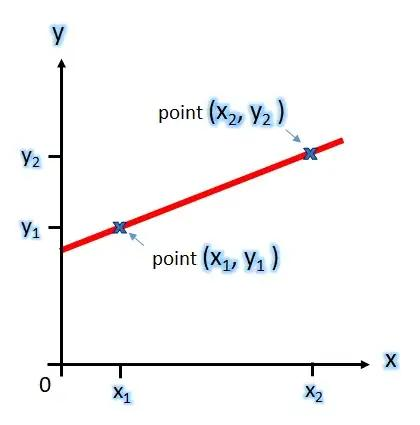 y
point (x₂, y₂ )
y₂
y₁
point (x₁, y₁ )
x
0
x₁
x₂